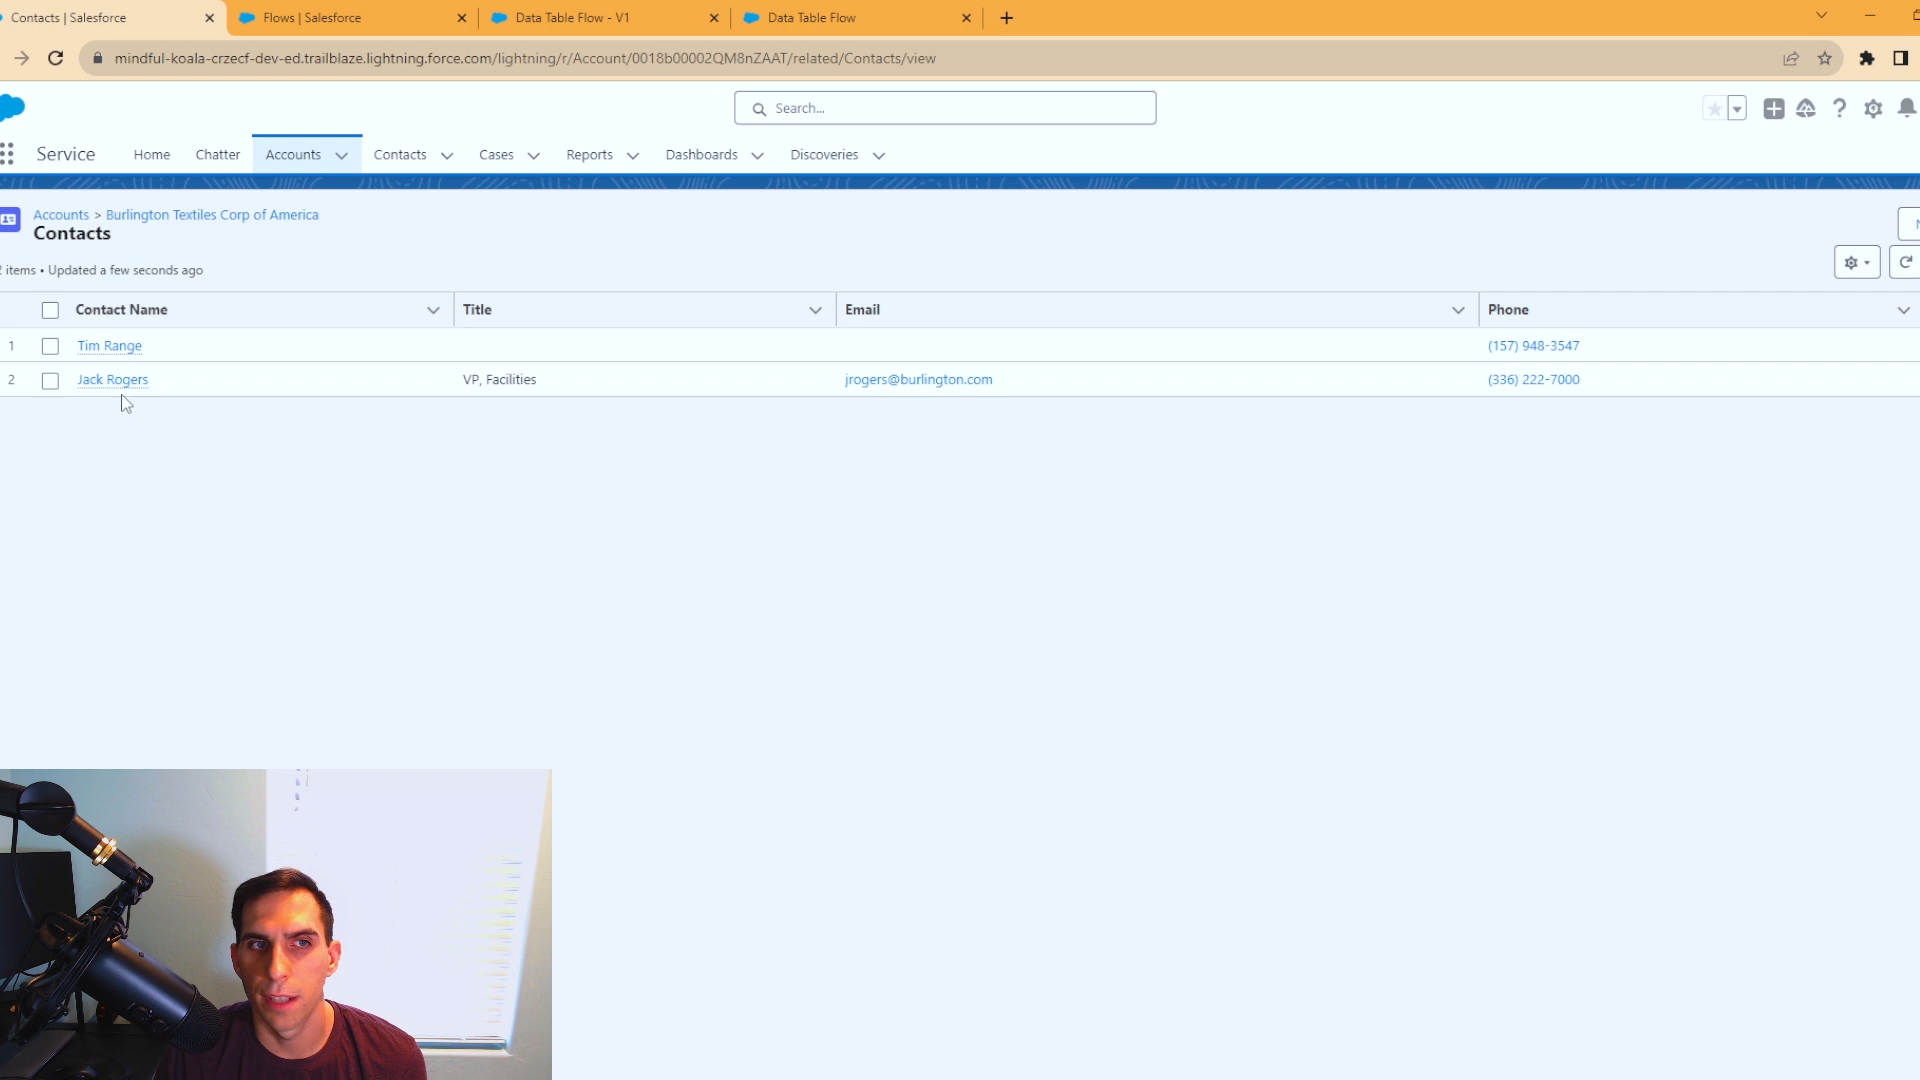 Contacts | Salesforce
Flows | Salesforce
Data Table Flow - V1
Data Table Flow
mindful-koala-crzecf-dev-ed.trailblaze.lightning.force.com/lightning/r/Account/0018b00002QM8nZAAT/related/Contacts/view
Search...
Service Home Chatter Accounts Contacts Cases Reports Dashboards Discoveries
Accounts > Burlington Textiles Corp of America
Contacts
items • Updated a few seconds ago
Contact Name Title Email Phone
1 Tim Range (157) 948-3547
2 Jack Rogers VP, Facilities jrogers@burlington.com (336) 222-7000